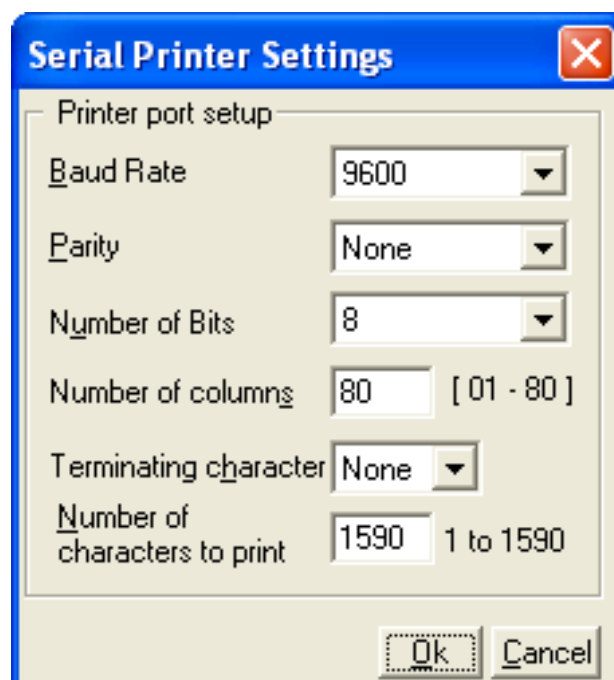 Serial Printer Settings
Printer port setup
Baud Rate 9600
Parity None
Number of Bits 8
Number of columns 80 [ 01 - 80 ]
Terminating character None
Number of
characters to print 1590 1 to 1590
Ok Cancel